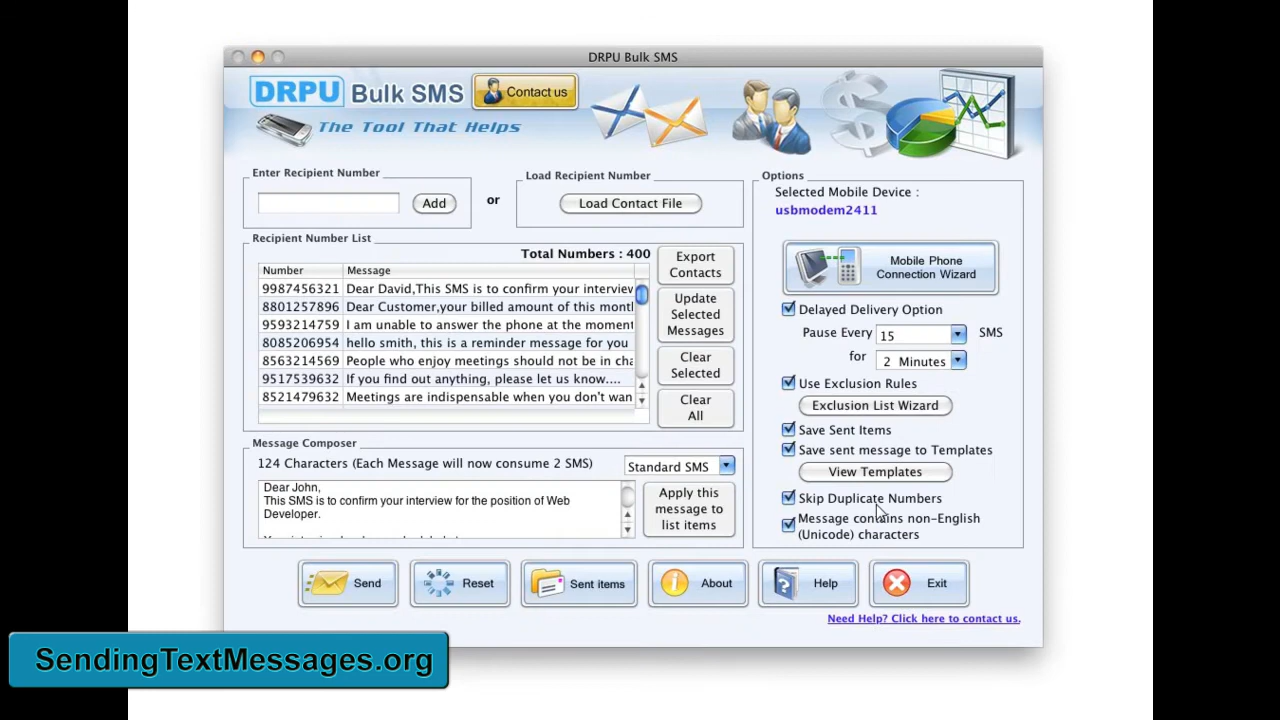 DRPU Bulk SMS
DRPU Bulk SMS
Contact us
The Tool That Helps
Enter Recipient Number
Add
or
Load Recipient Number
Load Contact File
Recipient Number List
Total Numbers : 400
Number Message
9987456321 Dear David,This SMS is to confirm your interview
8801257896 Dear Customer,your billed amount of this mont
9593214759 I am unable to answer the phone at the moment
8085206954 hello smith, this is a reminder message for you
8563214569 People who enjoy meetings should not be in cha
9517539632 If you find out anything, please let us know....
8521479632 Meetings are indispensable when you don't wan
Export
Contacts
Update
Selected
Messages
Clear
Selected
Clear
All
Message Composer
124 Characters (Each Message will now consume 2 SMS)
Standard SMS
Dear John,
This SMS is to confirm your interview for the position of Web
Developer.
Apply this
message to
list items
Options
Selected Mobile Device :
usbmodem2411
Mobile Phone
Connection Wizard
Delayed Delivery Option
Pause Every 15 SMS
for 2 Minutes
Use Exclusion Rules
Exclusion List Wizard
Save Sent Items
Save sent message to Templates
View Templates
Skip Duplicate Numbers
Message contains non-English
(Unicode) characters
Send
Reset
Sent items
About
Help
Exit
Need Help? Click here to contact us.
SendingTextMessages.org